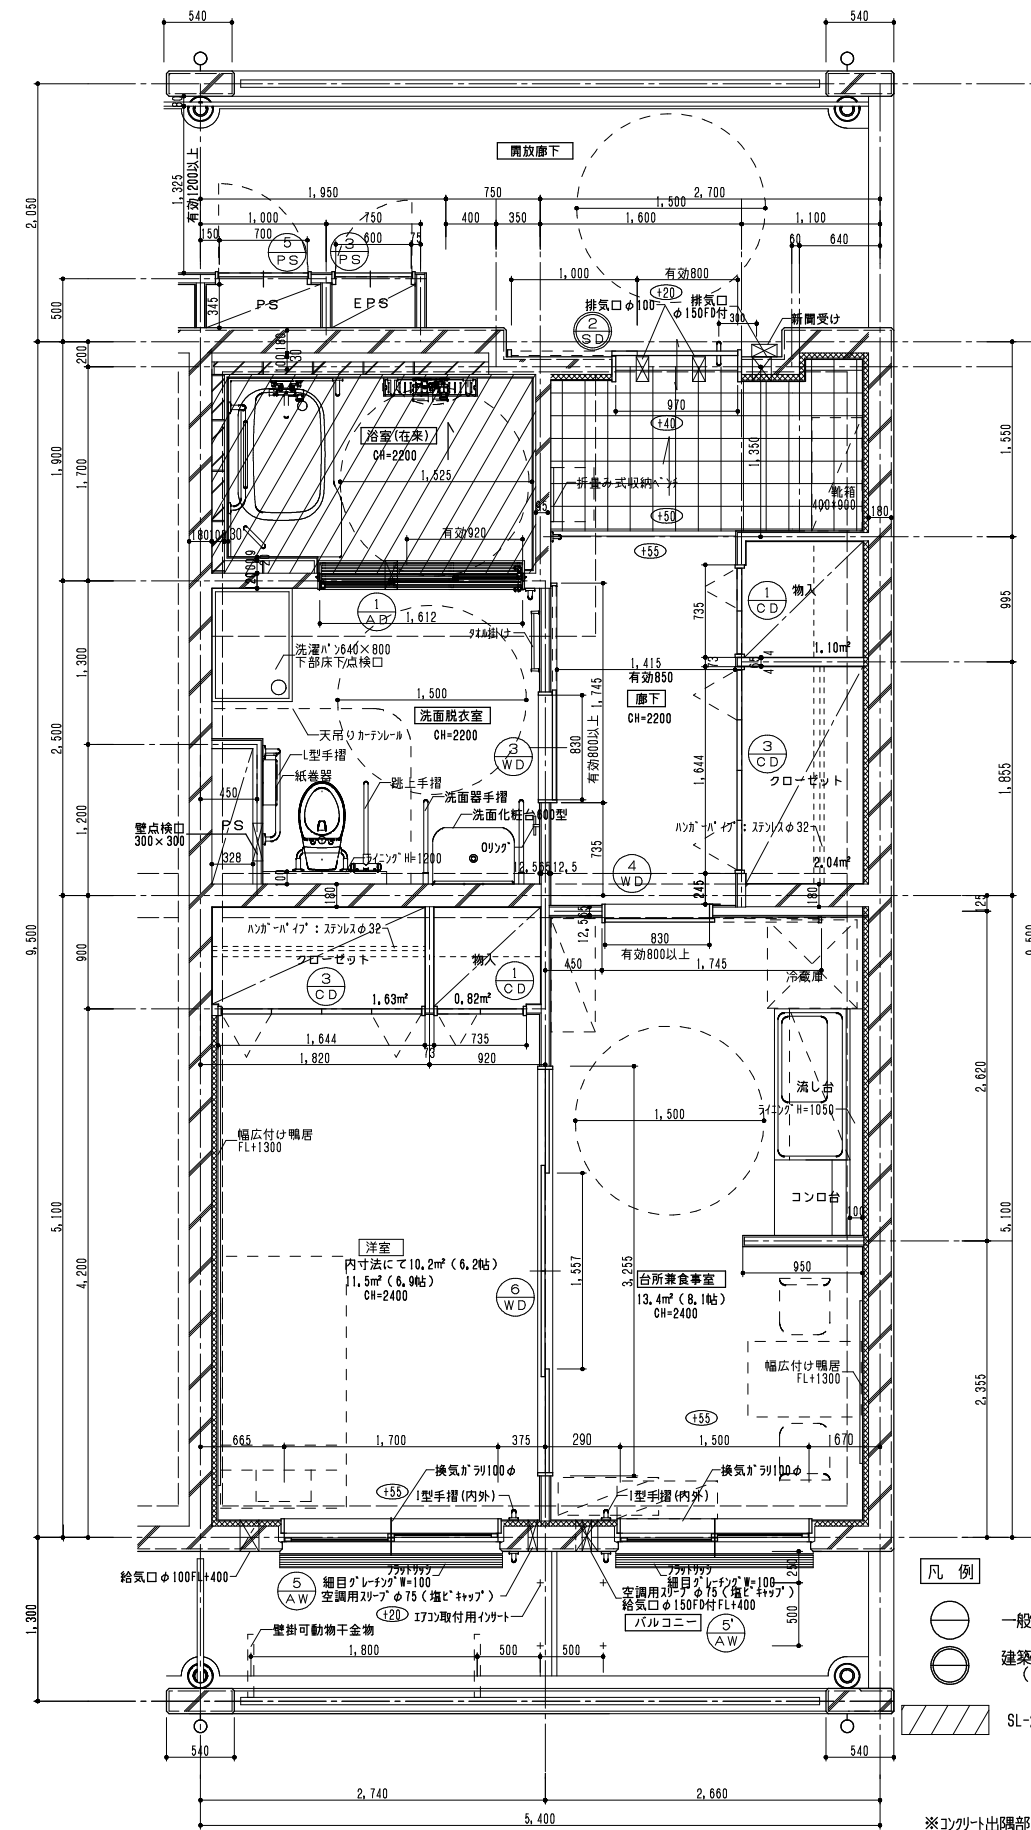 540
540
80
開放廊下
1,325
有効1200以上
2,050
1,950
750
2,700
1,500
1,000
750
400
350
1,600
1,100
150
700
5
PS
3
PS
600
75
60
640
1,000
有効800
PS
EPS
345
+20
排気口φ100
排気口
φ150FD付
300
新聞受け
500
2
SD
200
180
970
浴室(在来)
CH=2200
+40
1,350
1,550
1,900
1,700
1,525
折畳み式収納ベンチ
靴箱
400*900
180
+50
有効920
+55
1
AD
1,612
735
1
CD
物入
995
タオル掛け
1.10m²
洗濯パン640×800
下部床下点検口
1,300
1,415
有効850
73
65
1,500
洗面脱衣室
CH=2200
1,745
廊下
CH=2200
天吊りカーテンレール
2,500
L型手摺
紙巻器
3
WD
830
有効800以上
1,644
3
CD
クローゼット
1,855
跳上手摺
洗面器手摺
洗面化粧台600型
450
1,200
PS
壁点検口
300×300
Oリング
ハンガーパイプ:ステンレスφ32
328
ライニングH=1200
735
2.04m²
100
12.5
65
12.5
4
WD
180
245
180
125
ハンガーパイプ:ステンレスφ32
クローゼット
物入
3
CD
1
CD
830
有効800以上
450
1,745
冷蔵庫
9,500
900
1.63m²
0.82m²
1,644
735
73
1,820
920
2,620
流し台
ライニングH=1050
1,500
幅広付け鴨居
FL+1300
コンロ台
100
5,100
5,100
4,200
洋室
内寸法にて10.2m²(6.2帖)
11.5m²(6.9帖)
CH=2400
6
WD
1,557
3,255
台所兼食事室
13.4m²(8.1帖)
CH=2400
950
幅広付け鴨居
FL+1300
2,355
+55
665
1,700
375
290
1,500
670
換気ガラリ100φ
換気ガラリ100φ
+55
I型手摺(内外)
I型手摺(内外)
給気口φ100FL+400
5
AW
細目グレーチングW=100
空調用スリーブφ75(塩ビキャップ)
細目グレーチングW=100
空調用スリーブφ75(塩ビキャップ)
給気口φ150FD付FL+400
250
500
+20
エアコン取付用インサート
バルコニー
5'
AW
凡 例
一般
建築
(
SL-
1,300
壁掛可動物干金物
1,800
500
500
540
540
2,740
2,660
5,400
※コンクリート出隅部